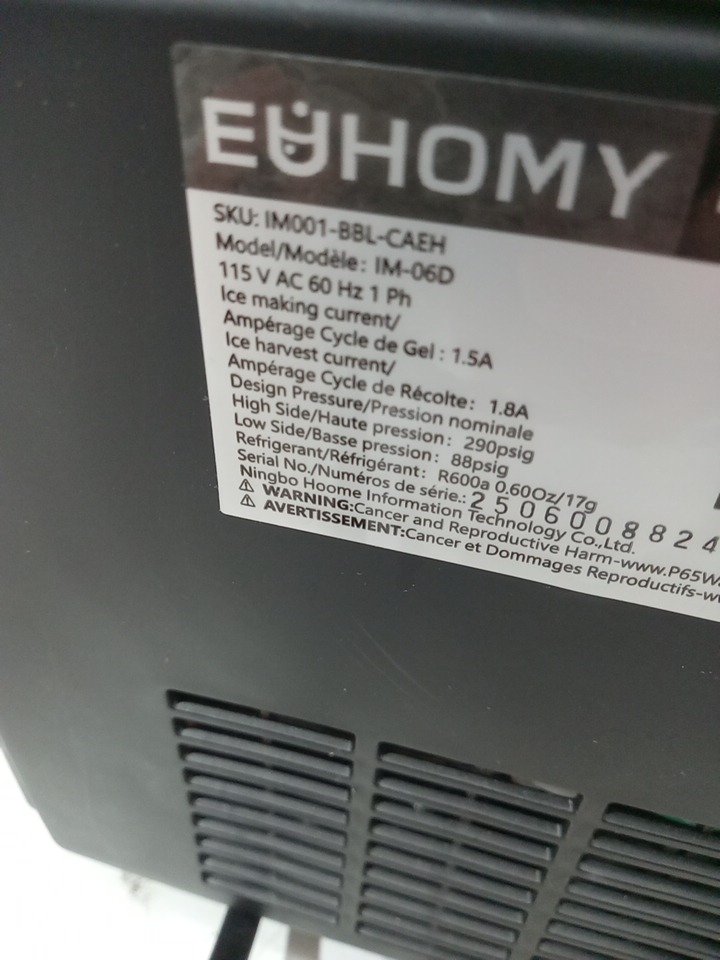 EUHOMY
SKU: IM001-BBL-CAEH
Model/Modèle: IM-06D
115 V AC 60 Hz 1 Ph
Ice making current/
Ampérage Cycle de Gel : 1.5A
Ice harvest current/
Ampérage Cycle de Récolte: 1.8A
Design Pressure/Pression nominale
High Side/Haute pression: 290psig
Low Side/Basse pression: 88psig
Refrigerant/Réfrigérant: R600a 0.60Oz/17g
Serial No./Numéros de série.: 2506008824
Ningbo Hoome Information Technology Co.,Ltd.
⚠ WARNING:Cancer and Reproductive Harm-www.P65W
⚠ AVERTISSEMENT:Cancer et Dommages Reproductifs-w